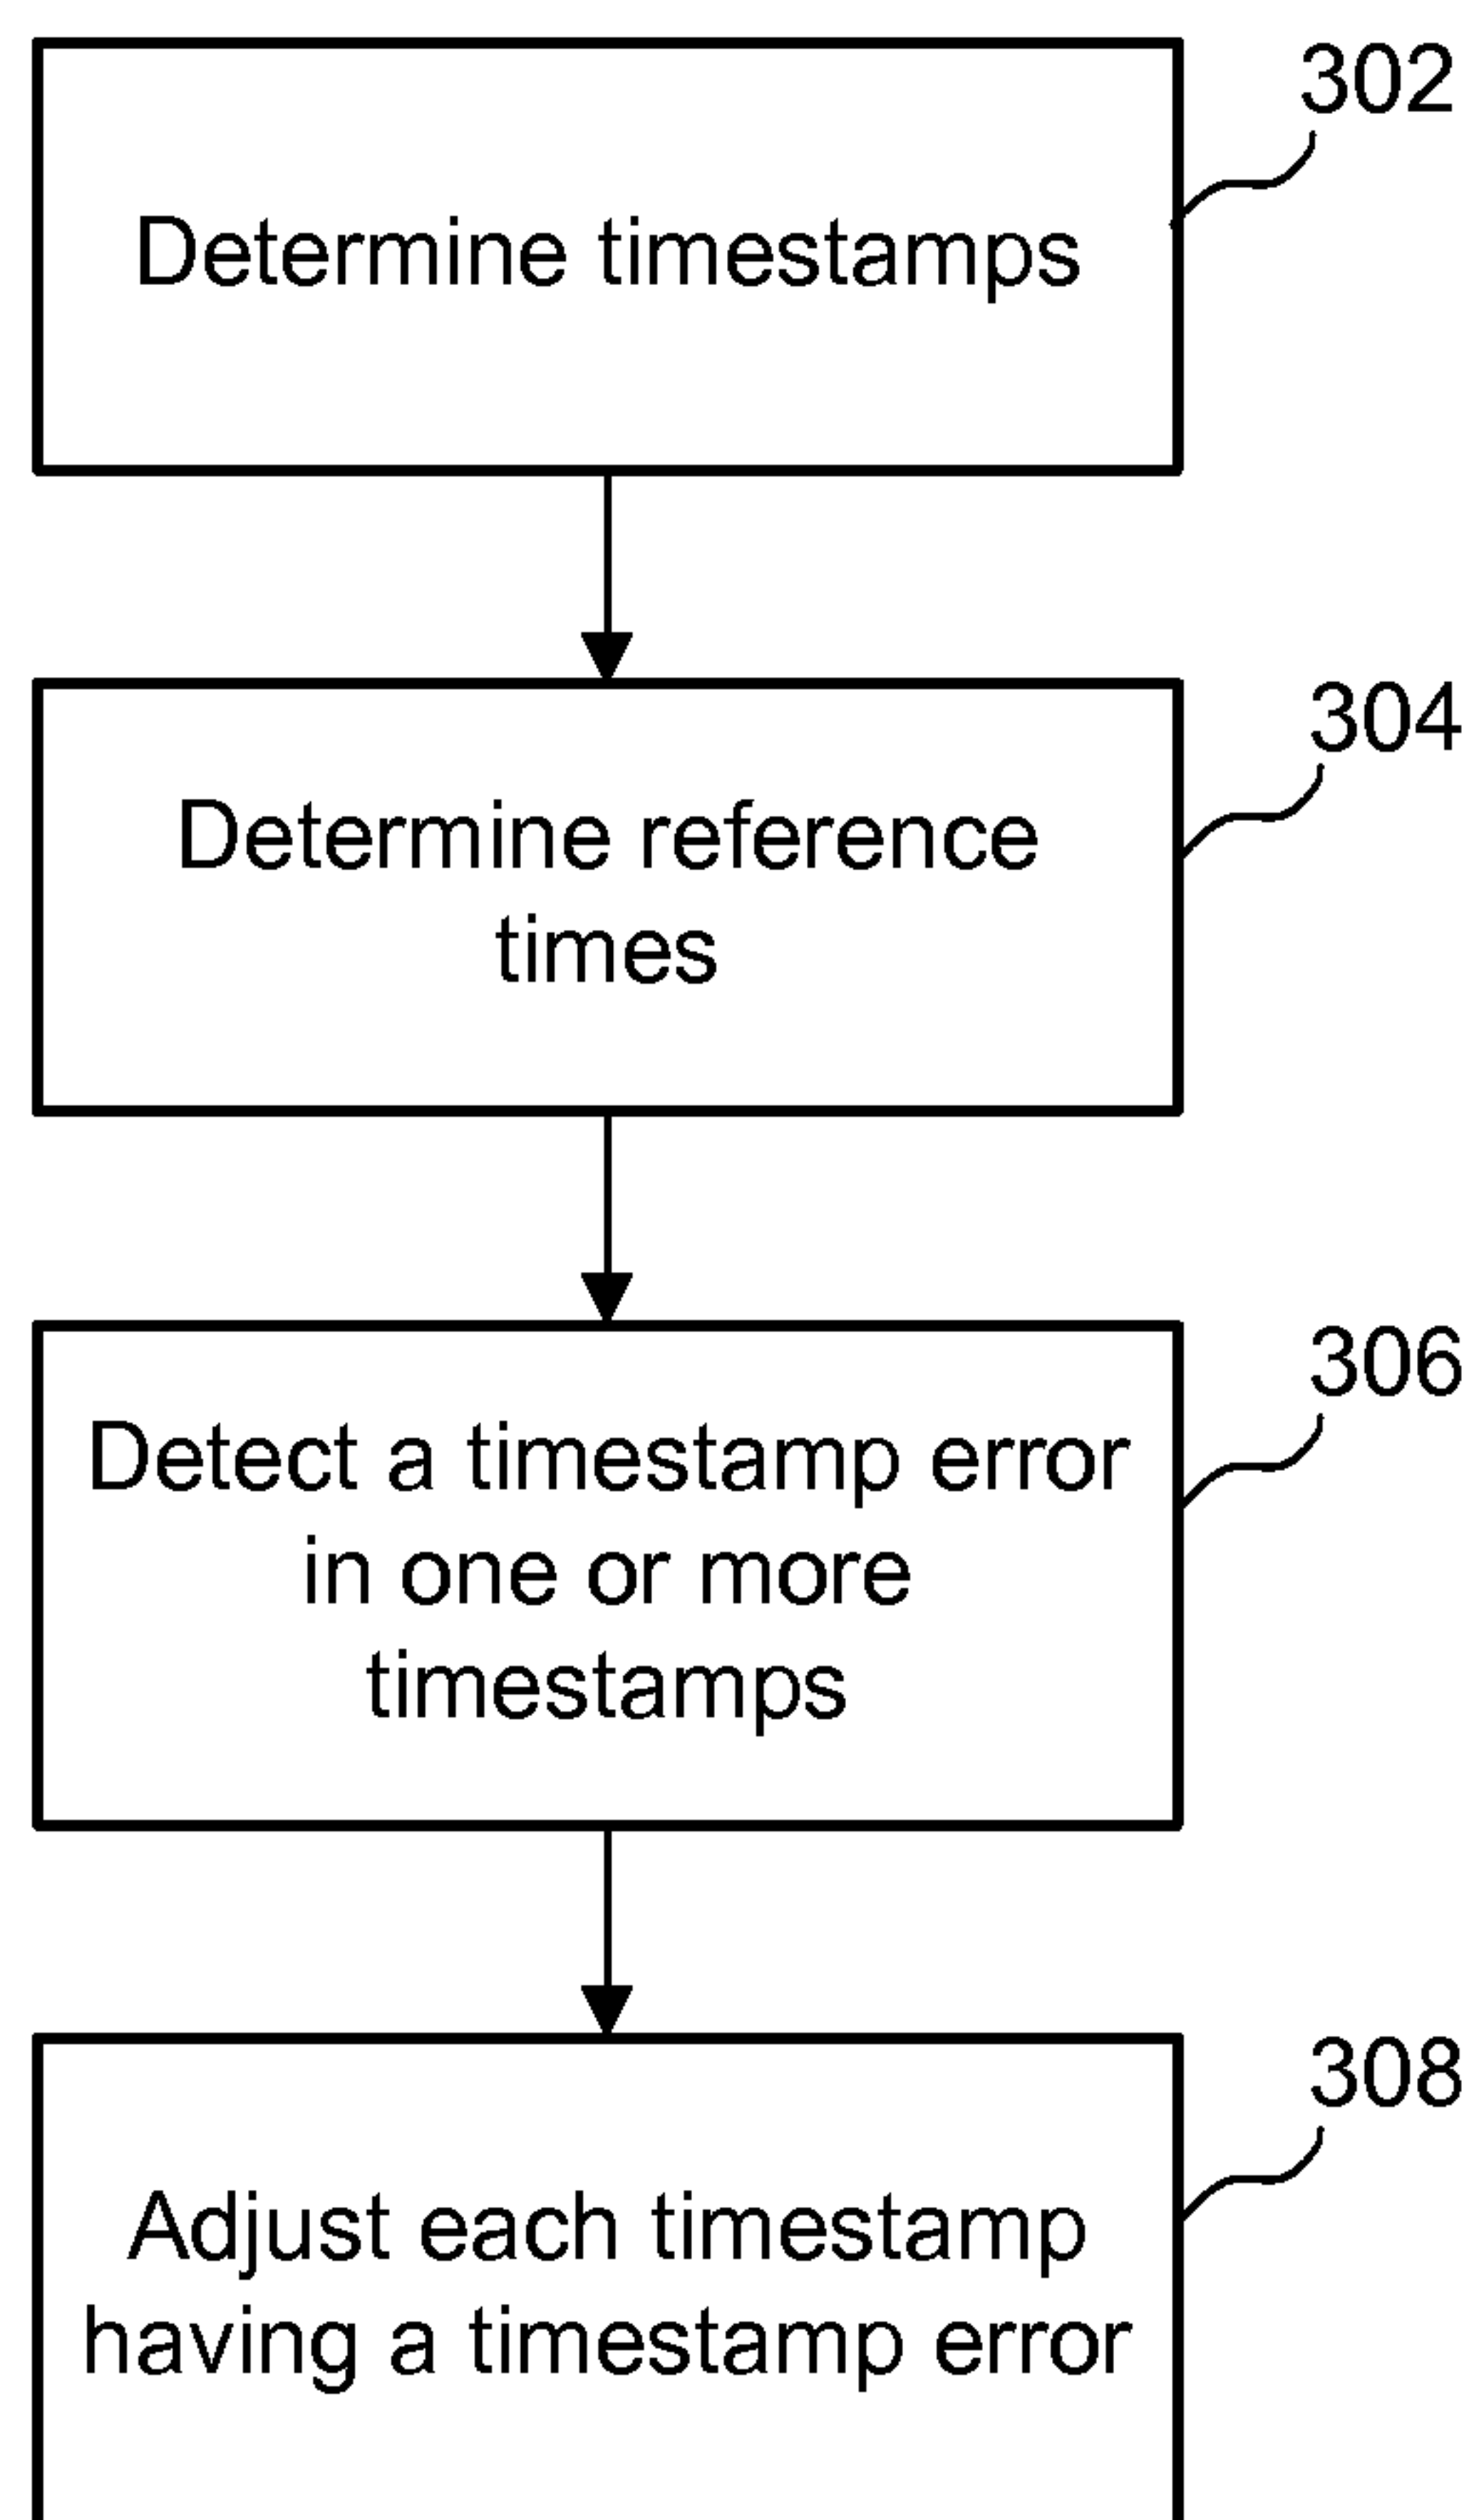 302
Determine timestamps
304
Determine reference
times
306
Detect a timestamp error
in one or more
timestamps
308
Adjust each timestamp
having a timestamp error